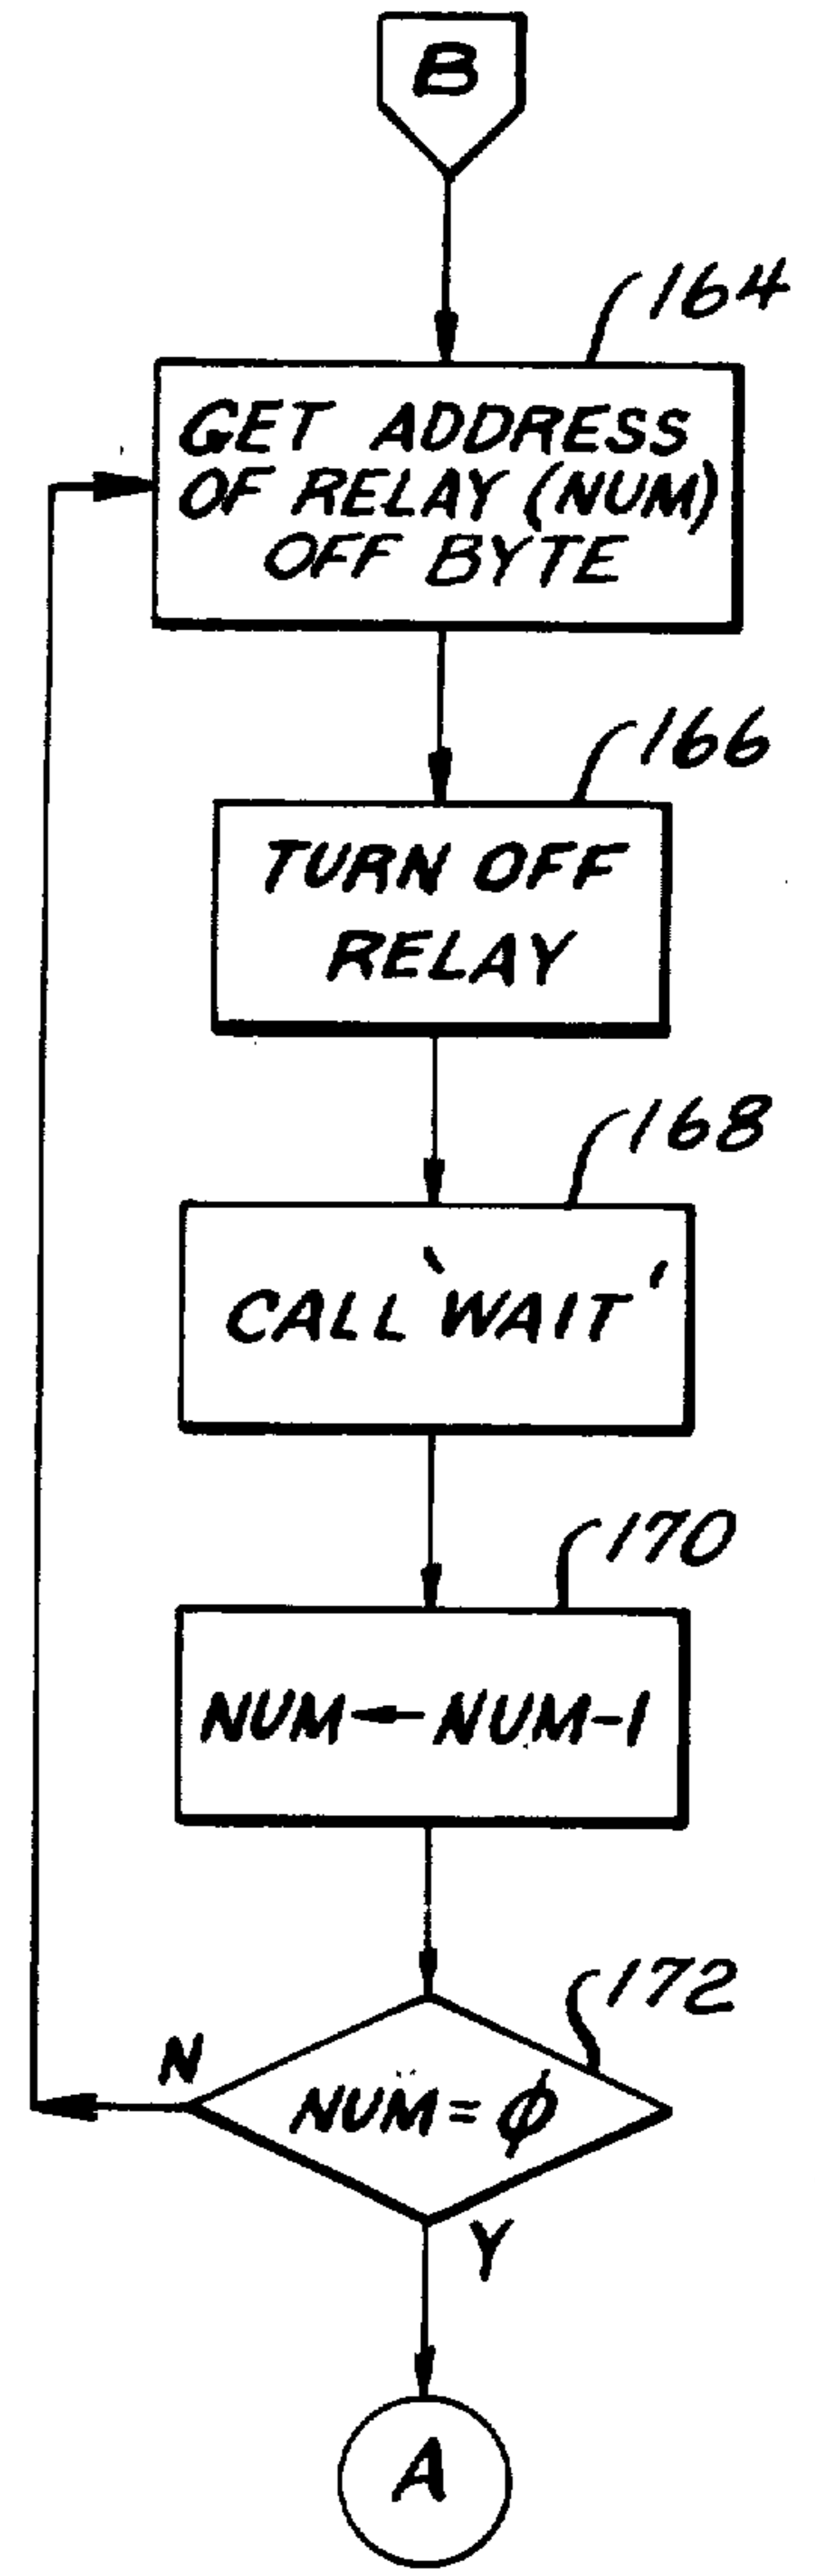 B
164
GET ADDRESS
OF RELAY (NUM)
OFF BYTE
166
TURN OFF
RELAY
168
CALL 'WAIT'
170
NUM←NUM-1
172
N
NUM = ϕ
Y
A